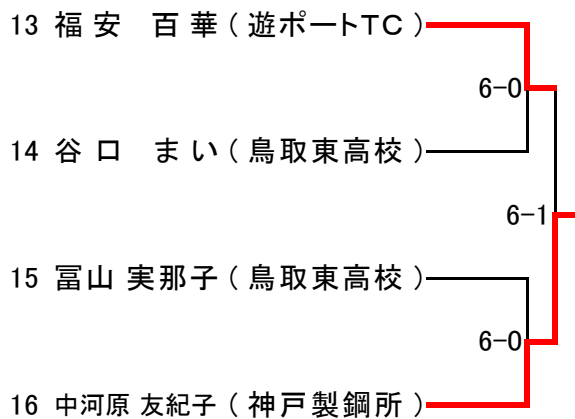 13 福安 百華 ( 遊ポートTC )
6-0
14 谷口 まい ( 鳥取東高校 )
6-1
15 冨山 実那子 ( 鳥取東高校 )
6-0
16 中河原 友紀子 ( 神戸製鋼所 )